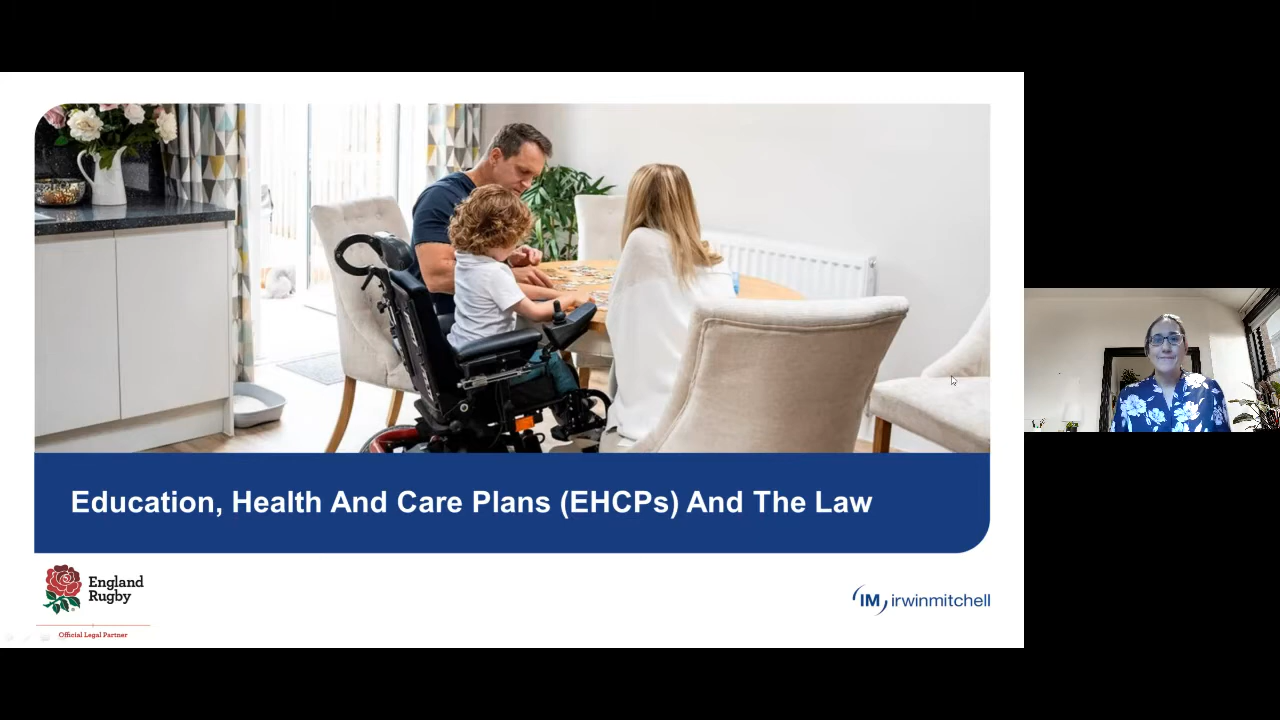 Education, Health And Care Plans (EHCPs) And The Law
England
Rugby
Official Legal Partner
IM irwinmitchell